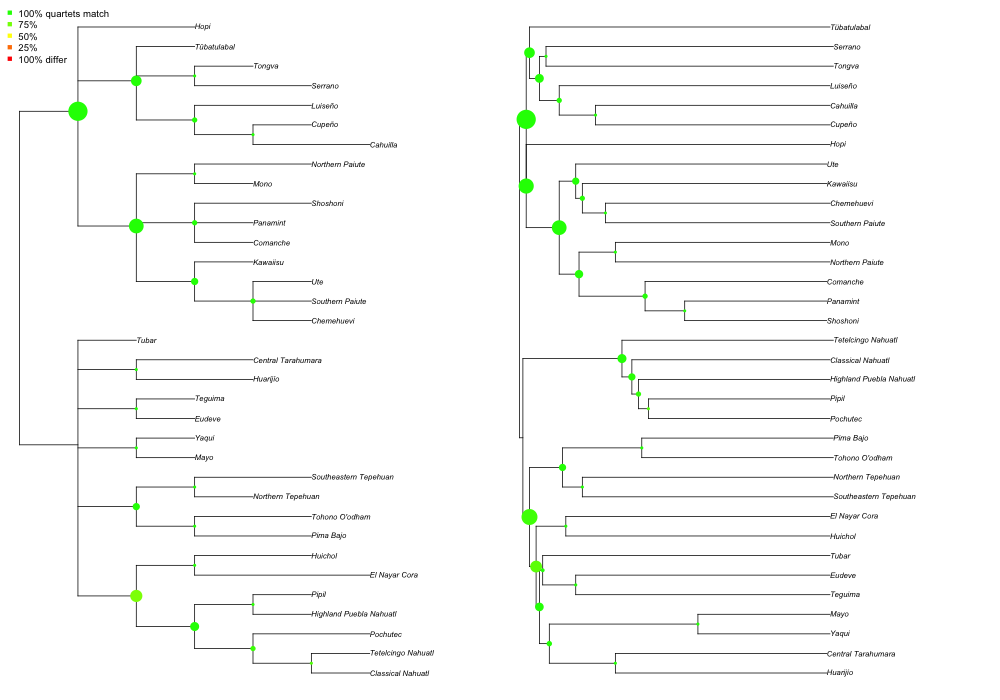 100% quartets match
75%
50%
25%
100% differ
Hopi
Tübatulabal
Tongva
Serrano
Luiseño
Cupeño
Cahuilla
Northern Paiute
Mono
Shoshoni
Panamint
Comanche
Kawaiisu
Ute
Southern Paiute
Chemehuevi
Tubar
Central Tarahumara
Huarijio
Teguima
Eudeve
Yaqui
Mayo
Southeastern Tepehuan
Northern Tepehuan
Tohono O'odham
Pima Bajo
Huichol
El Nayar Cora
Pipil
Highland Puebla Nahuatl
Pochutec
Tetelcingo Nahuatl
Classical Nahuatl
Tübatulabal
Serrano
Tongva
Luiseño
Cahuilla
Cupeño
Hopi
Ute
Kawaiisu
Chemehuevi
Southern Paiute
Mono
Northern Paiute
Comanche
Panamint
Shoshoni
Tetelcingo Nahuatl
Classical Nahuatl
Highland Puebla Nahuatl
Pipil
Pochutec
Pima Bajo
Tohono O'odham
Northern Tepehuan
Southeastern Tepehuan
El Nayar Cora
Huichol
Tubar
Eudeve
Teguima
Mayo
Yaqui
Central Tarahumara
Huarijio